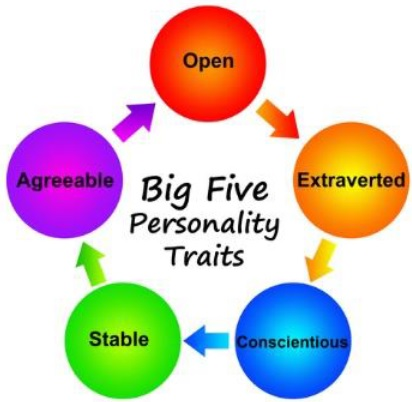 Open
Agreeable
Extraverted
Big Five
Personality
Traits
Stable
Conscientious